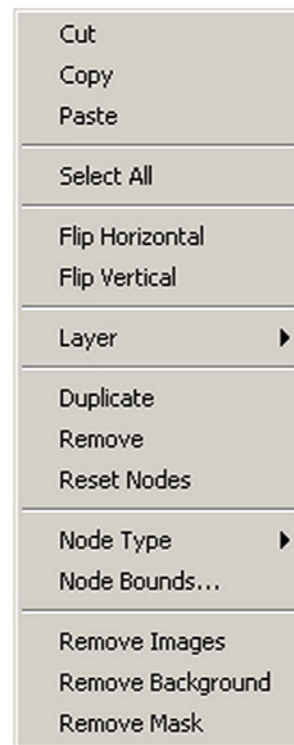 Cut
Copy
Paste
Select All
Flip Horizontal
Flip Vertical
Layer
Duplicate
Remove
Reset Nodes
Node Type
Node Bounds...
Remove Images
Remove Background
Remove Mask